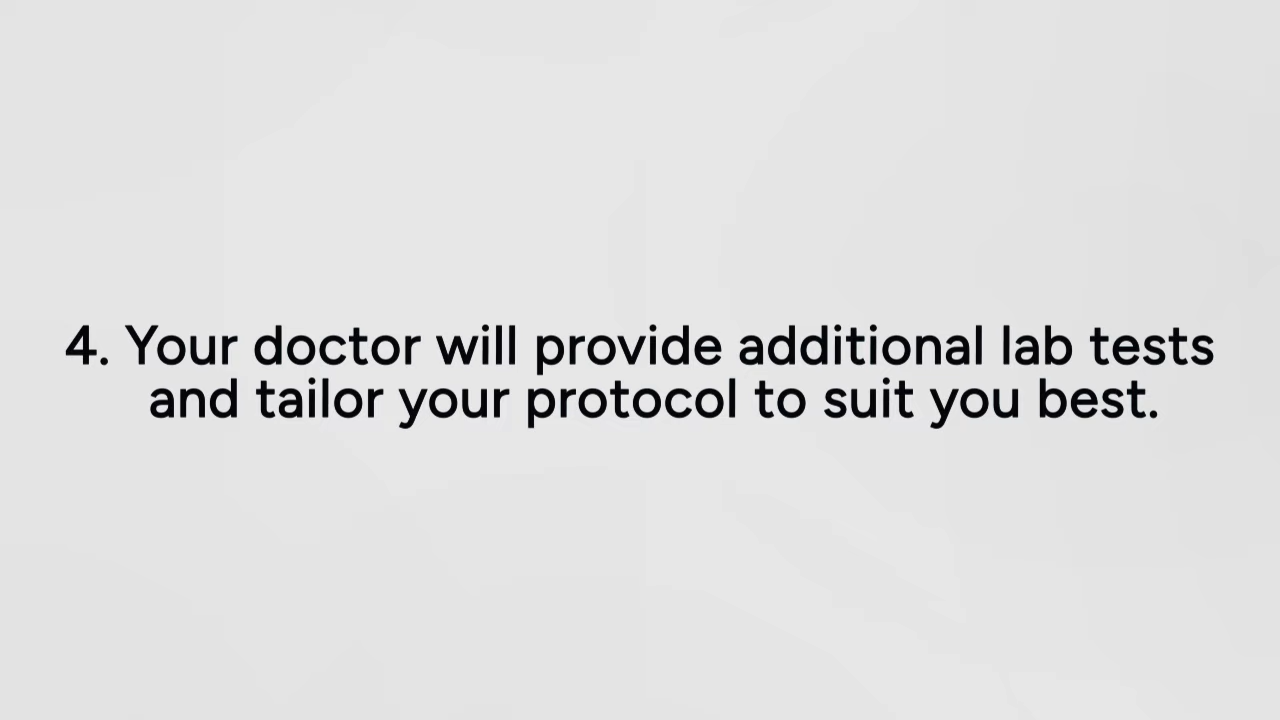 4. Your doctor will provide additional lab tests
and tailor your protocol to suit you best.